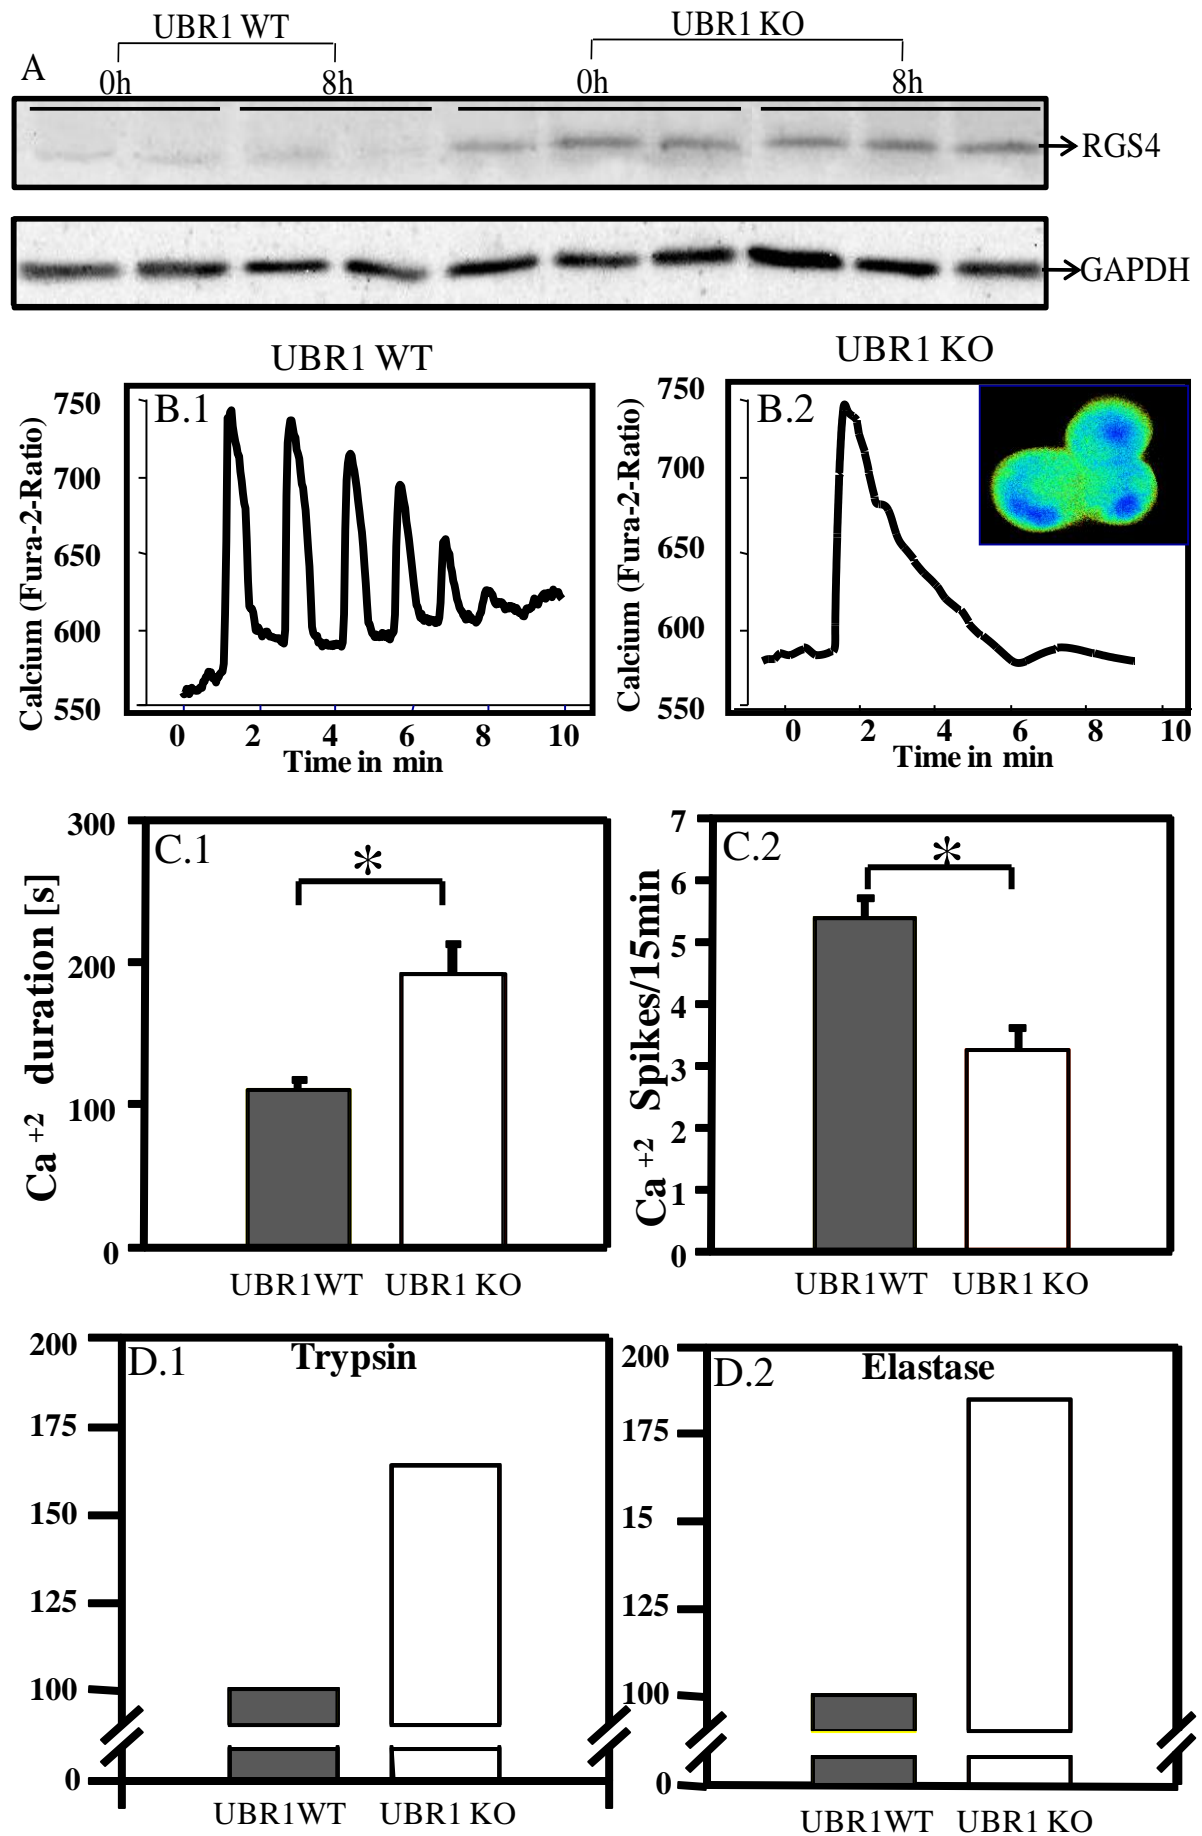 UBR1 WT
UBR1 KO
A
0h
8h
0h
8h
RGS4
GAPDH
UBR1 WT
UBR1 KO
B.1
B.2
Calcium (Fura-2-Ratio)
750
700
650
600
550
0 2 4 6 8 10
Time in min
Calcium (Fura-2-Ratio)
750
700
650
600
550
0 2 4 6 8 10
Time in min
C.1
*
Ca +2 duration [s]
300
200
100
0
UBR1WT UBR1 KO
C.2
*
Ca +2 Spikes/15min
7
6
5
4
3
2
1
0
UBR1WT UBR1 KO
D.1
Trypsin
200
175
150
125
100
0
UBR1WT UBR1 KO
D.2
Elastase
200
175
15
125
100
0
UBR1WT UBR1 KO